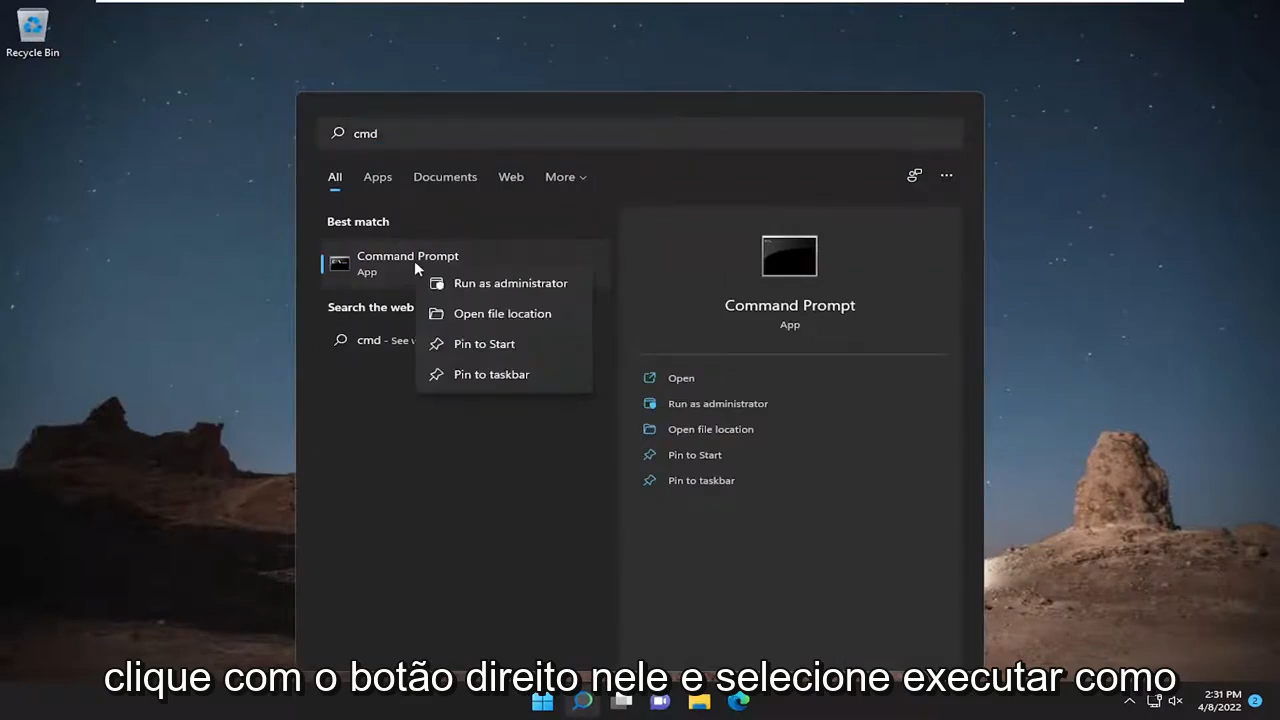 Recycle Bin
cmd
All Apps Documents Web More
Best match
Command Prompt
App
Run as administrator
Open file location
Pin to Start
Pin to taskbar
Search the web
cmd - See
Command Prompt
App
Open
Run as administrator
Open file location
Pin to Start
Pin to taskbar
clique com o botão direito nele e selecione executar como
2:31 PM
4/8/2022
2